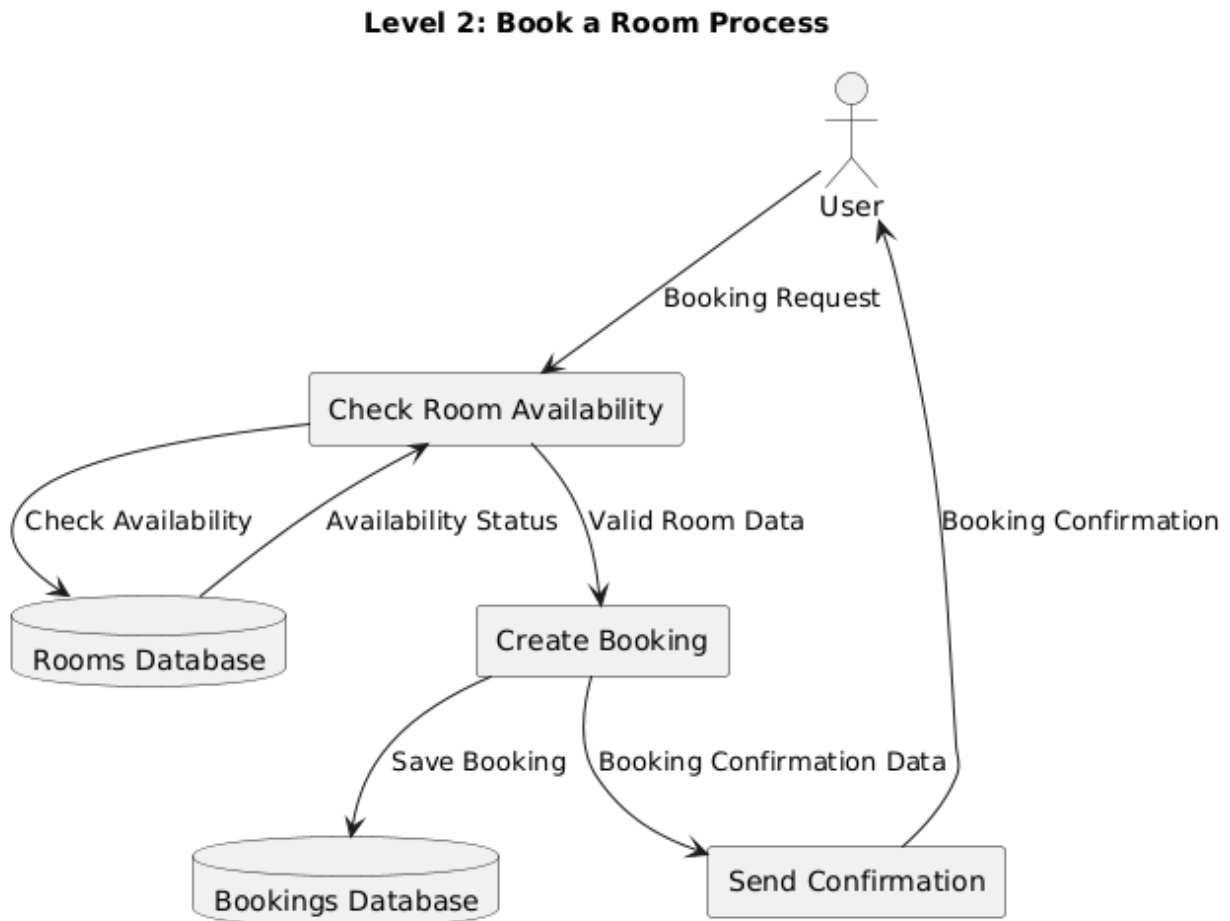 Level 2: Book a Room Process
User
Booking Request
Check Room Availability
Check Availability
Availability Status
Valid Room Data
Booking Confirmation
Rooms Database
Create Booking
Save Booking
Booking Confirmation Data
Bookings Database
Send Confirmation